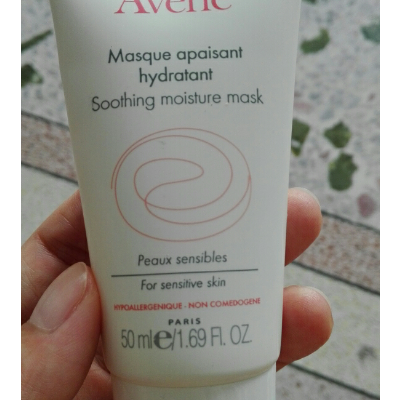 Avène
Masque apaisant
hydratant
Soothing moisture mask
Peaux sensibles
For sensitive skin
HYPOALLERGENIQUE - NON COMEDOGENE
PARIS
50 ml e/1.69 FL. OZ.